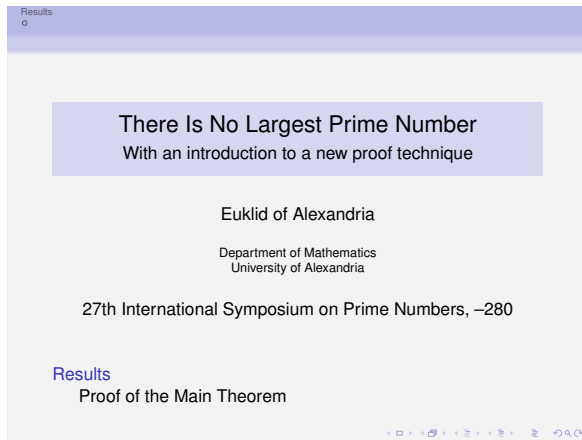 Results
There Is No Largest Prime Number
With an introduction to a new proof technique
Euklid of Alexandria
Department of Mathematics
University of Alexandria
27th International Symposium on Prime Numbers, –280
Results
Proof of the Main Theorem